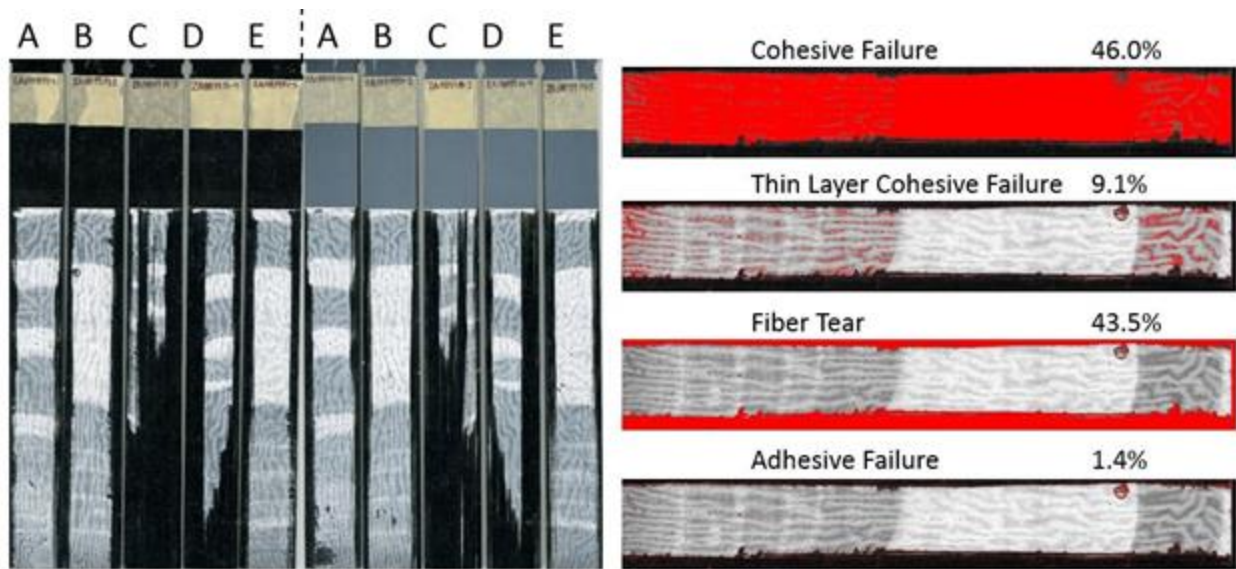 A B C D E A B C D E
Cohesive Failure 46.0%
Thin Layer Cohesive Failure 9.1%
Fiber Tear 43.5%
Adhesive Failure 1.4%